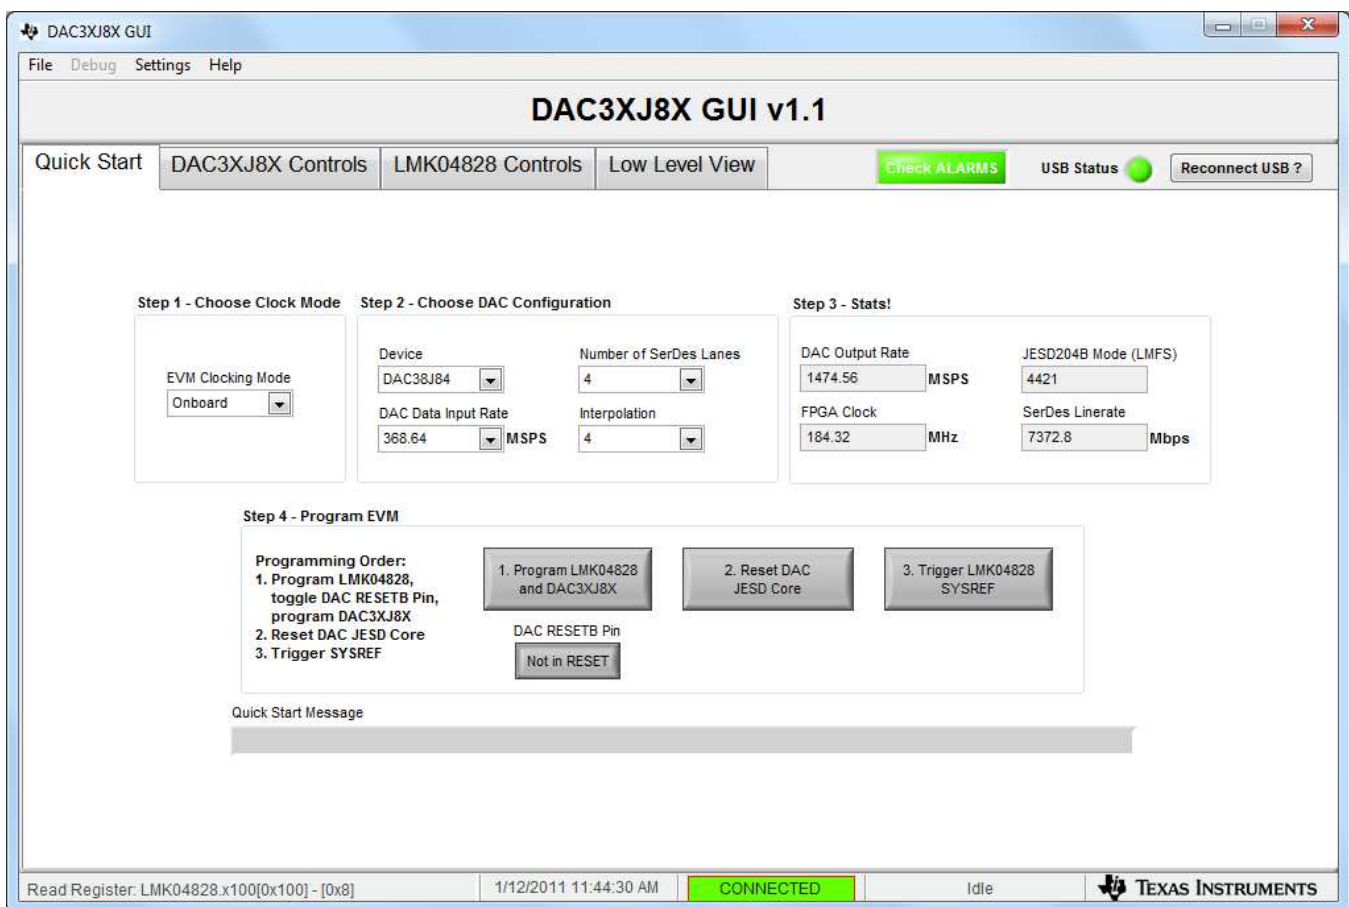 DAC3XJ8X GUI
File Debug Settings Help
DAC3XJ8X GUI v1.1
Quick Start DAC3XJ8X Controls LMK04828 Controls Low Level View Check ALARMS USB Status Reconnect USB ?
Step 1 - Choose Clock Mode Step 2 - Choose DAC Configuration Step 3 - Stats!
EVM Clocking Mode
Onboard
Device Number of SerDes Lanes
DAC38J84 4
DAC Data Input Rate Interpolation
368.64 MSPS 4
DAC Output Rate JESD204B Mode (LMFS)
1474.56 MSPS 4421
FPGA Clock SerDes Linerate
184.32 MHz 7372.8 Mbps
Step 4 - Program EVM
Programming Order:
1. Program LMK04828,
toggle DAC RESETB Pin,
program DAC3XJ8X
2. Reset DAC JESD Core
3. Trigger SYSREF
1. Program LMK04828
and DAC3XJ8X
2. Reset DAC
JESD Core
3. Trigger LMK04828
SYSREF
DAC RESETB Pin
Not in RESET
Quick Start Message
Read Register: LMK04828.x100[0x100] - [0x8] 1/12/2011 11:44:30 AM CONNECTED Idle TEXAS INSTRUMENTS